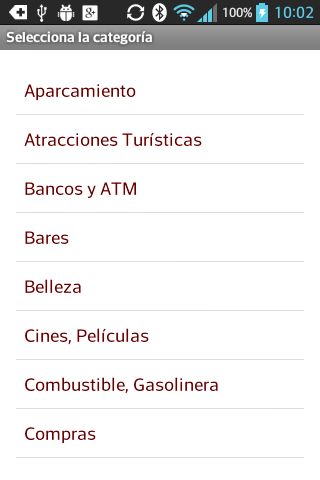 100% 10:02
Selecciona la categoría
Aparcamiento
Atracciones Turísticas
Bancos y ATM
Bares
Belleza
Cines, Películas
Combustible, Gasolinera
Compras